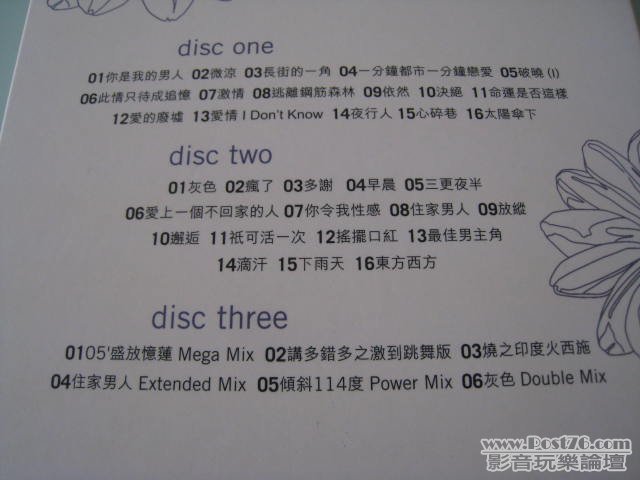 disc one
01你是我的男人 02微涼 03長街的一角 04一分鐘都市一分鐘戀愛 05破曉 (I)
06此情只待成追憶 07激情 08逃離鋼筋森林 09依然 10決絕 11命運是否這樣
12愛的廢墟 13愛情 I Don't Know 14夜行人 15心碎巷 16太陽傘下
disc two
01灰色 02瘋了 03多謝 04早晨 05三更夜半
06愛上一個不回家的人 07你令我性感 08住家男人 09放縱
10邂逅 11祇可活一次 12搖擺口紅 13最佳男主角
14滴汗 15下雨天 16東方西方
disc three
0105'盛放憶蓮 Mega Mix 02講多錯多之激到跳舞版 03燒之印度火西施
04住家男人 Extended Mix 05傾斜114度 Power Mix 06灰色 Double Mix
www.Post76.com
影音玩樂論壇